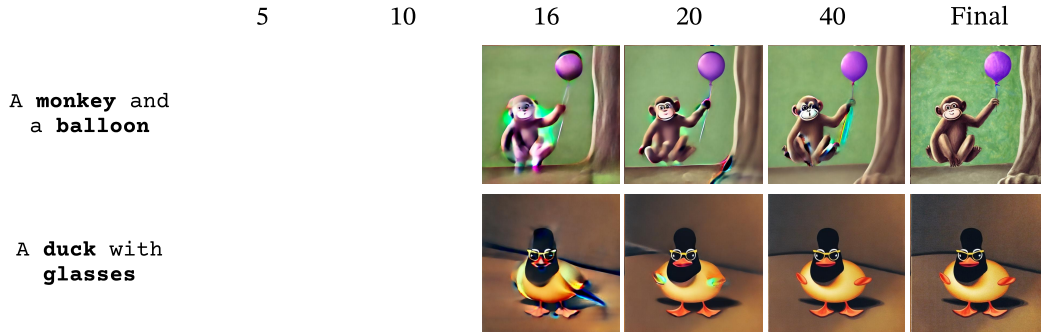 5 10 16 20 40 Final
A monkey and
a balloon
A duck with
glasses